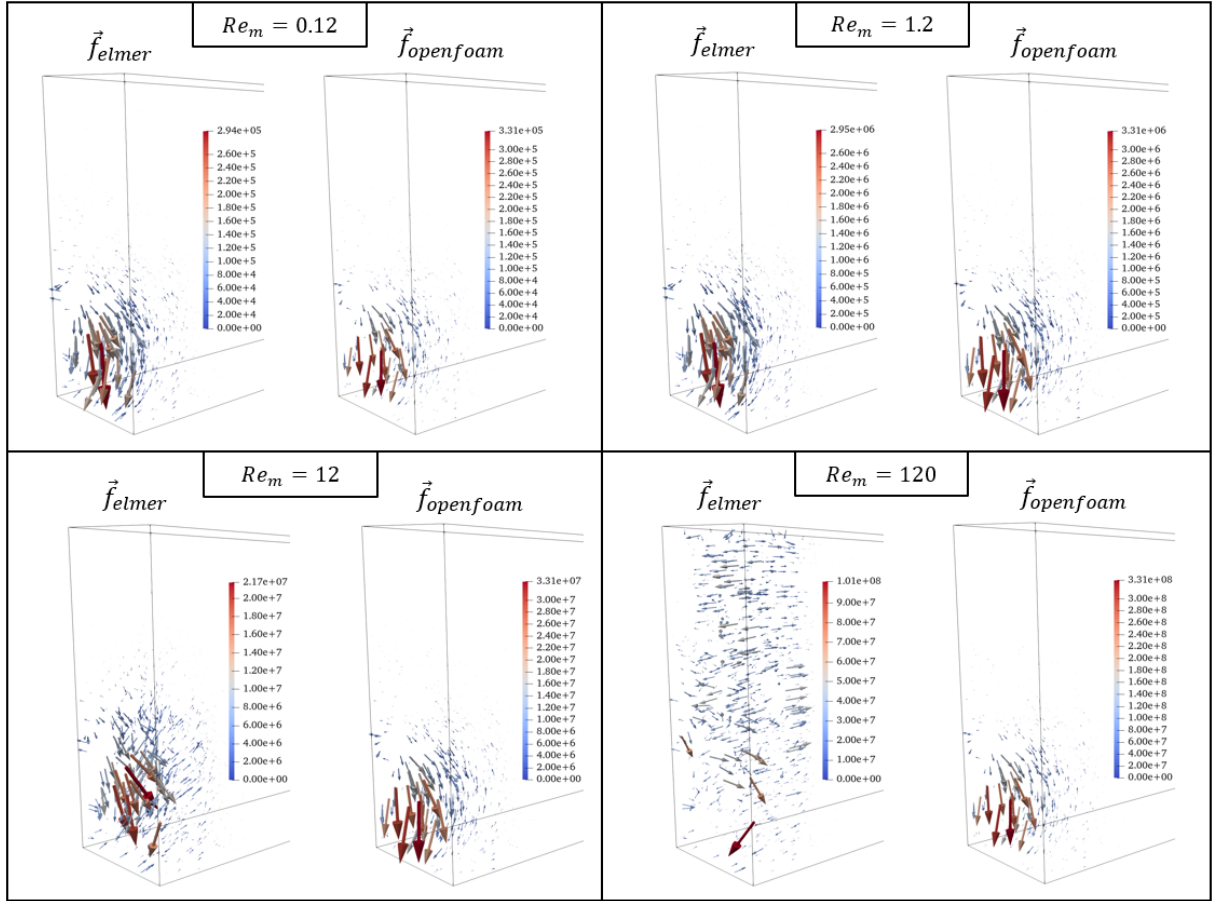 Re_m = 0.12
f⃗_elmer
f⃗_openfoam
2.94e+05
2.60e+5
2.40e+5
2.20e+5
2.00e+5
1.80e+5
1.60e+5
1.40e+5
1.20e+5
1.00e+5
8.00e+4
6.00e+4
4.00e+4
2.00e+4
0.00e+00
3.31e+05
3.00e+5
2.80e+5
2.60e+5
2.40e+5
2.20e+5
2.00e+5
1.80e+5
1.60e+5
1.40e+5
1.20e+5
1.00e+5
8.00e+4
6.00e+4
4.00e+4
2.00e+4
0.00e+00
Re_m = 1.2
f⃗_elmer
f⃗_openfoam
2.95e+06
2.60e+6
2.40e+6
2.20e+6
2.00e+6
1.80e+6
1.60e+6
1.40e+6
1.20e+6
1.00e+6
8.00e+5
6.00e+5
4.00e+5
2.00e+5
0.00e+00
3.31e+06
3.00e+6
2.80e+6
2.60e+6
2.40e+6
2.20e+6
2.00e+6
1.80e+6
1.60e+6
1.40e+6
1.20e+6
1.00e+6
8.00e+5
6.00e+5
4.00e+5
2.00e+5
0.00e+00
Re_m = 12
f⃗_elmer
f⃗_openfoam
2.17e+07
2.00e+7
1.80e+7
1.60e+7
1.40e+7
1.20e+7
1.00e+7
8.00e+6
6.00e+6
4.00e+6
2.00e+6
0.00e+00
3.31e+07
3.00e+7
2.80e+7
2.60e+7
2.40e+7
2.20e+7
2.00e+7
1.80e+7
1.60e+7
1.40e+7
1.20e+7
1.00e+7
8.00e+6
6.00e+6
4.00e+6
2.00e+6
0.00e+00
Re_m = 120
f⃗_elmer
f⃗_openfoam
1.01e+08
9.00e+7
8.00e+7
7.00e+7
6.00e+7
5.00e+7
4.00e+7
3.00e+7
2.00e+7
1.00e+7
0.00e+00
3.31e+08
3.00e+8
2.80e+8
2.60e+8
2.40e+8
2.20e+8
2.00e+8
1.80e+8
1.60e+8
1.40e+8
1.20e+8
1.00e+8
8.00e+7
6.00e+7
4.00e+7
2.00e+7
0.00e+00